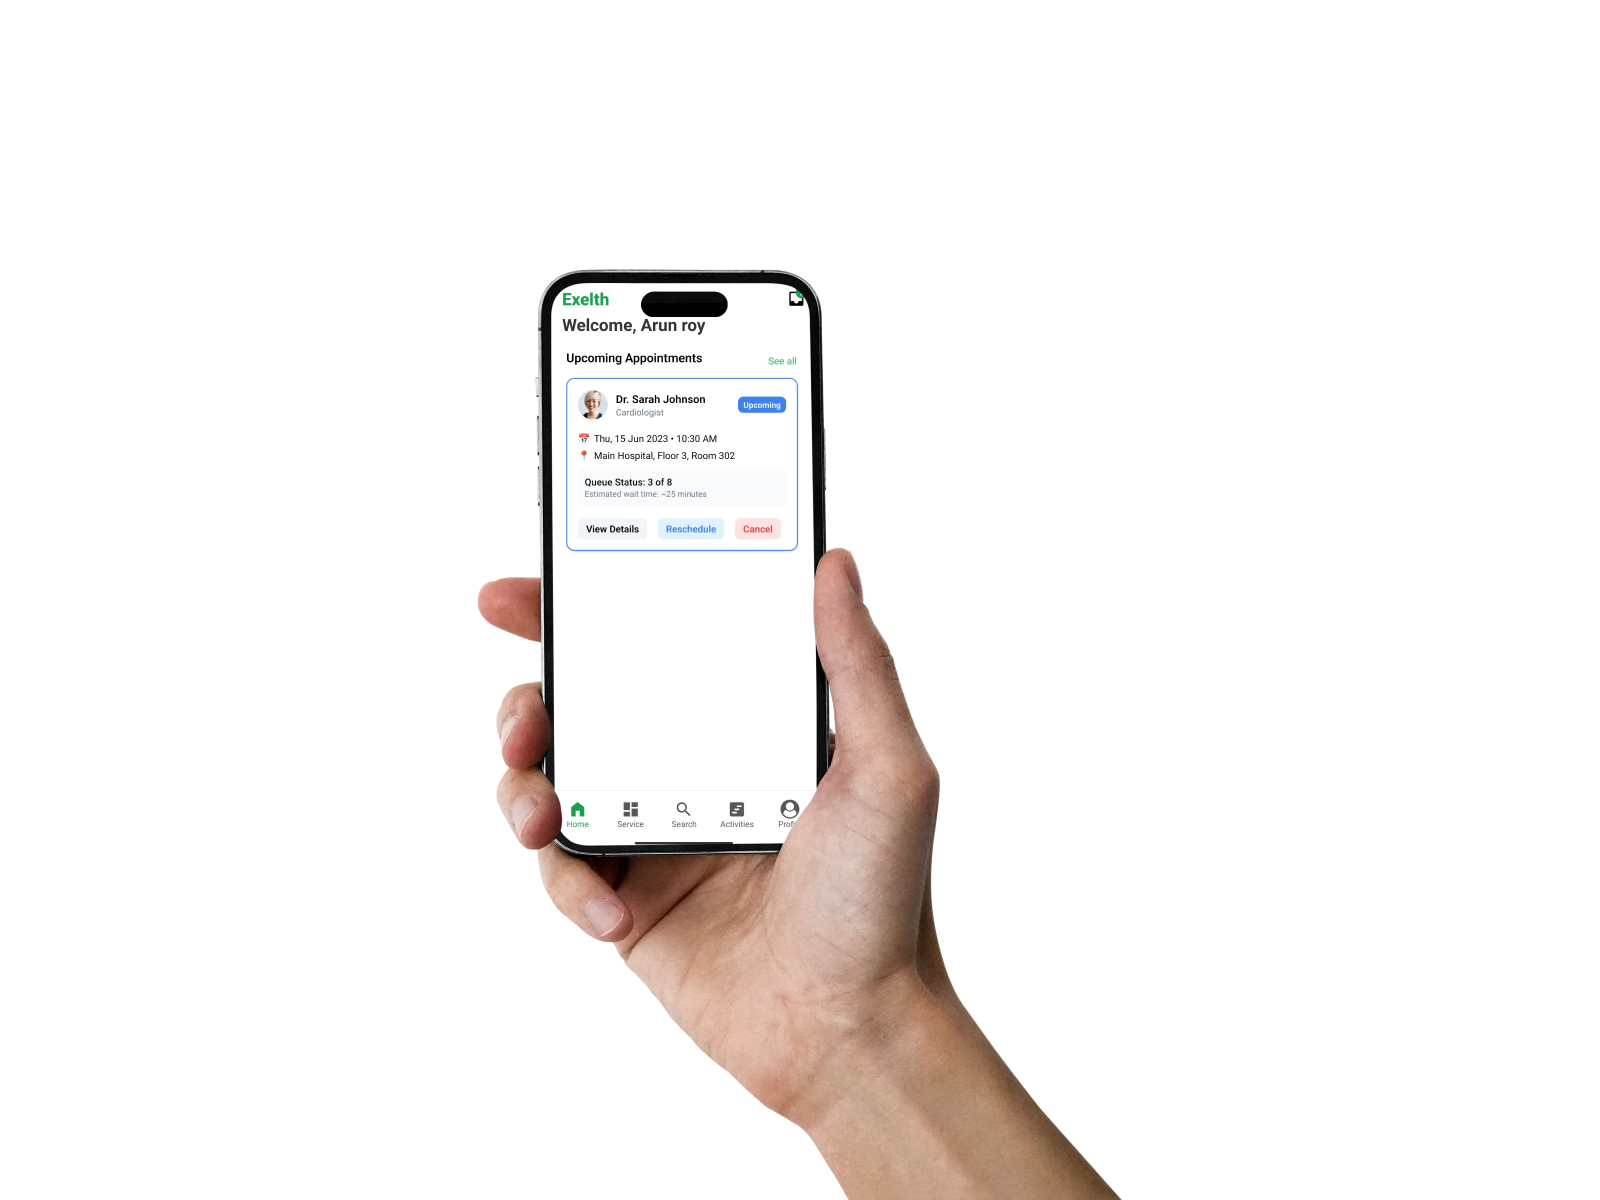 Exelth
Welcome, Arun roy
Upcoming Appointments
See all
Dr. Sarah Johnson
Cardiologist
Upcoming
Thu, 15 Jun 2023 • 10:30 AM
Main Hospital, Floor 3, Room 302
Queue Status: 3 of 8
Estimated wait time: ~25 minutes
View Details Reschedule Cancel
Home Service Search Activities